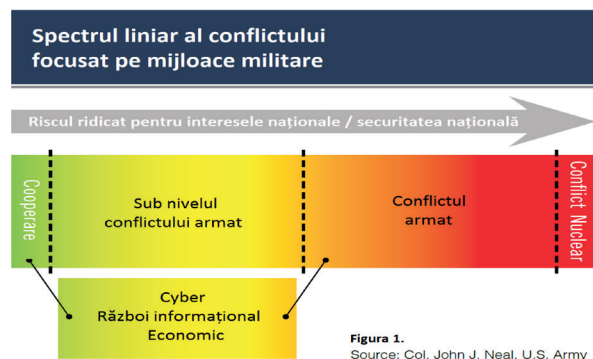 Spectrul liniar al conflictului
focusat pe mijloace militare
Riscul ridicat pentru interesele naționale / securitatea națională
Cooperare
Sub nivelul
conflictului armat
Conflictul
armat
Conflict Nuclear
Cyber
Război informațional
Economic
Figura 1.
Source: Col. John J. Neal, U.S. Army